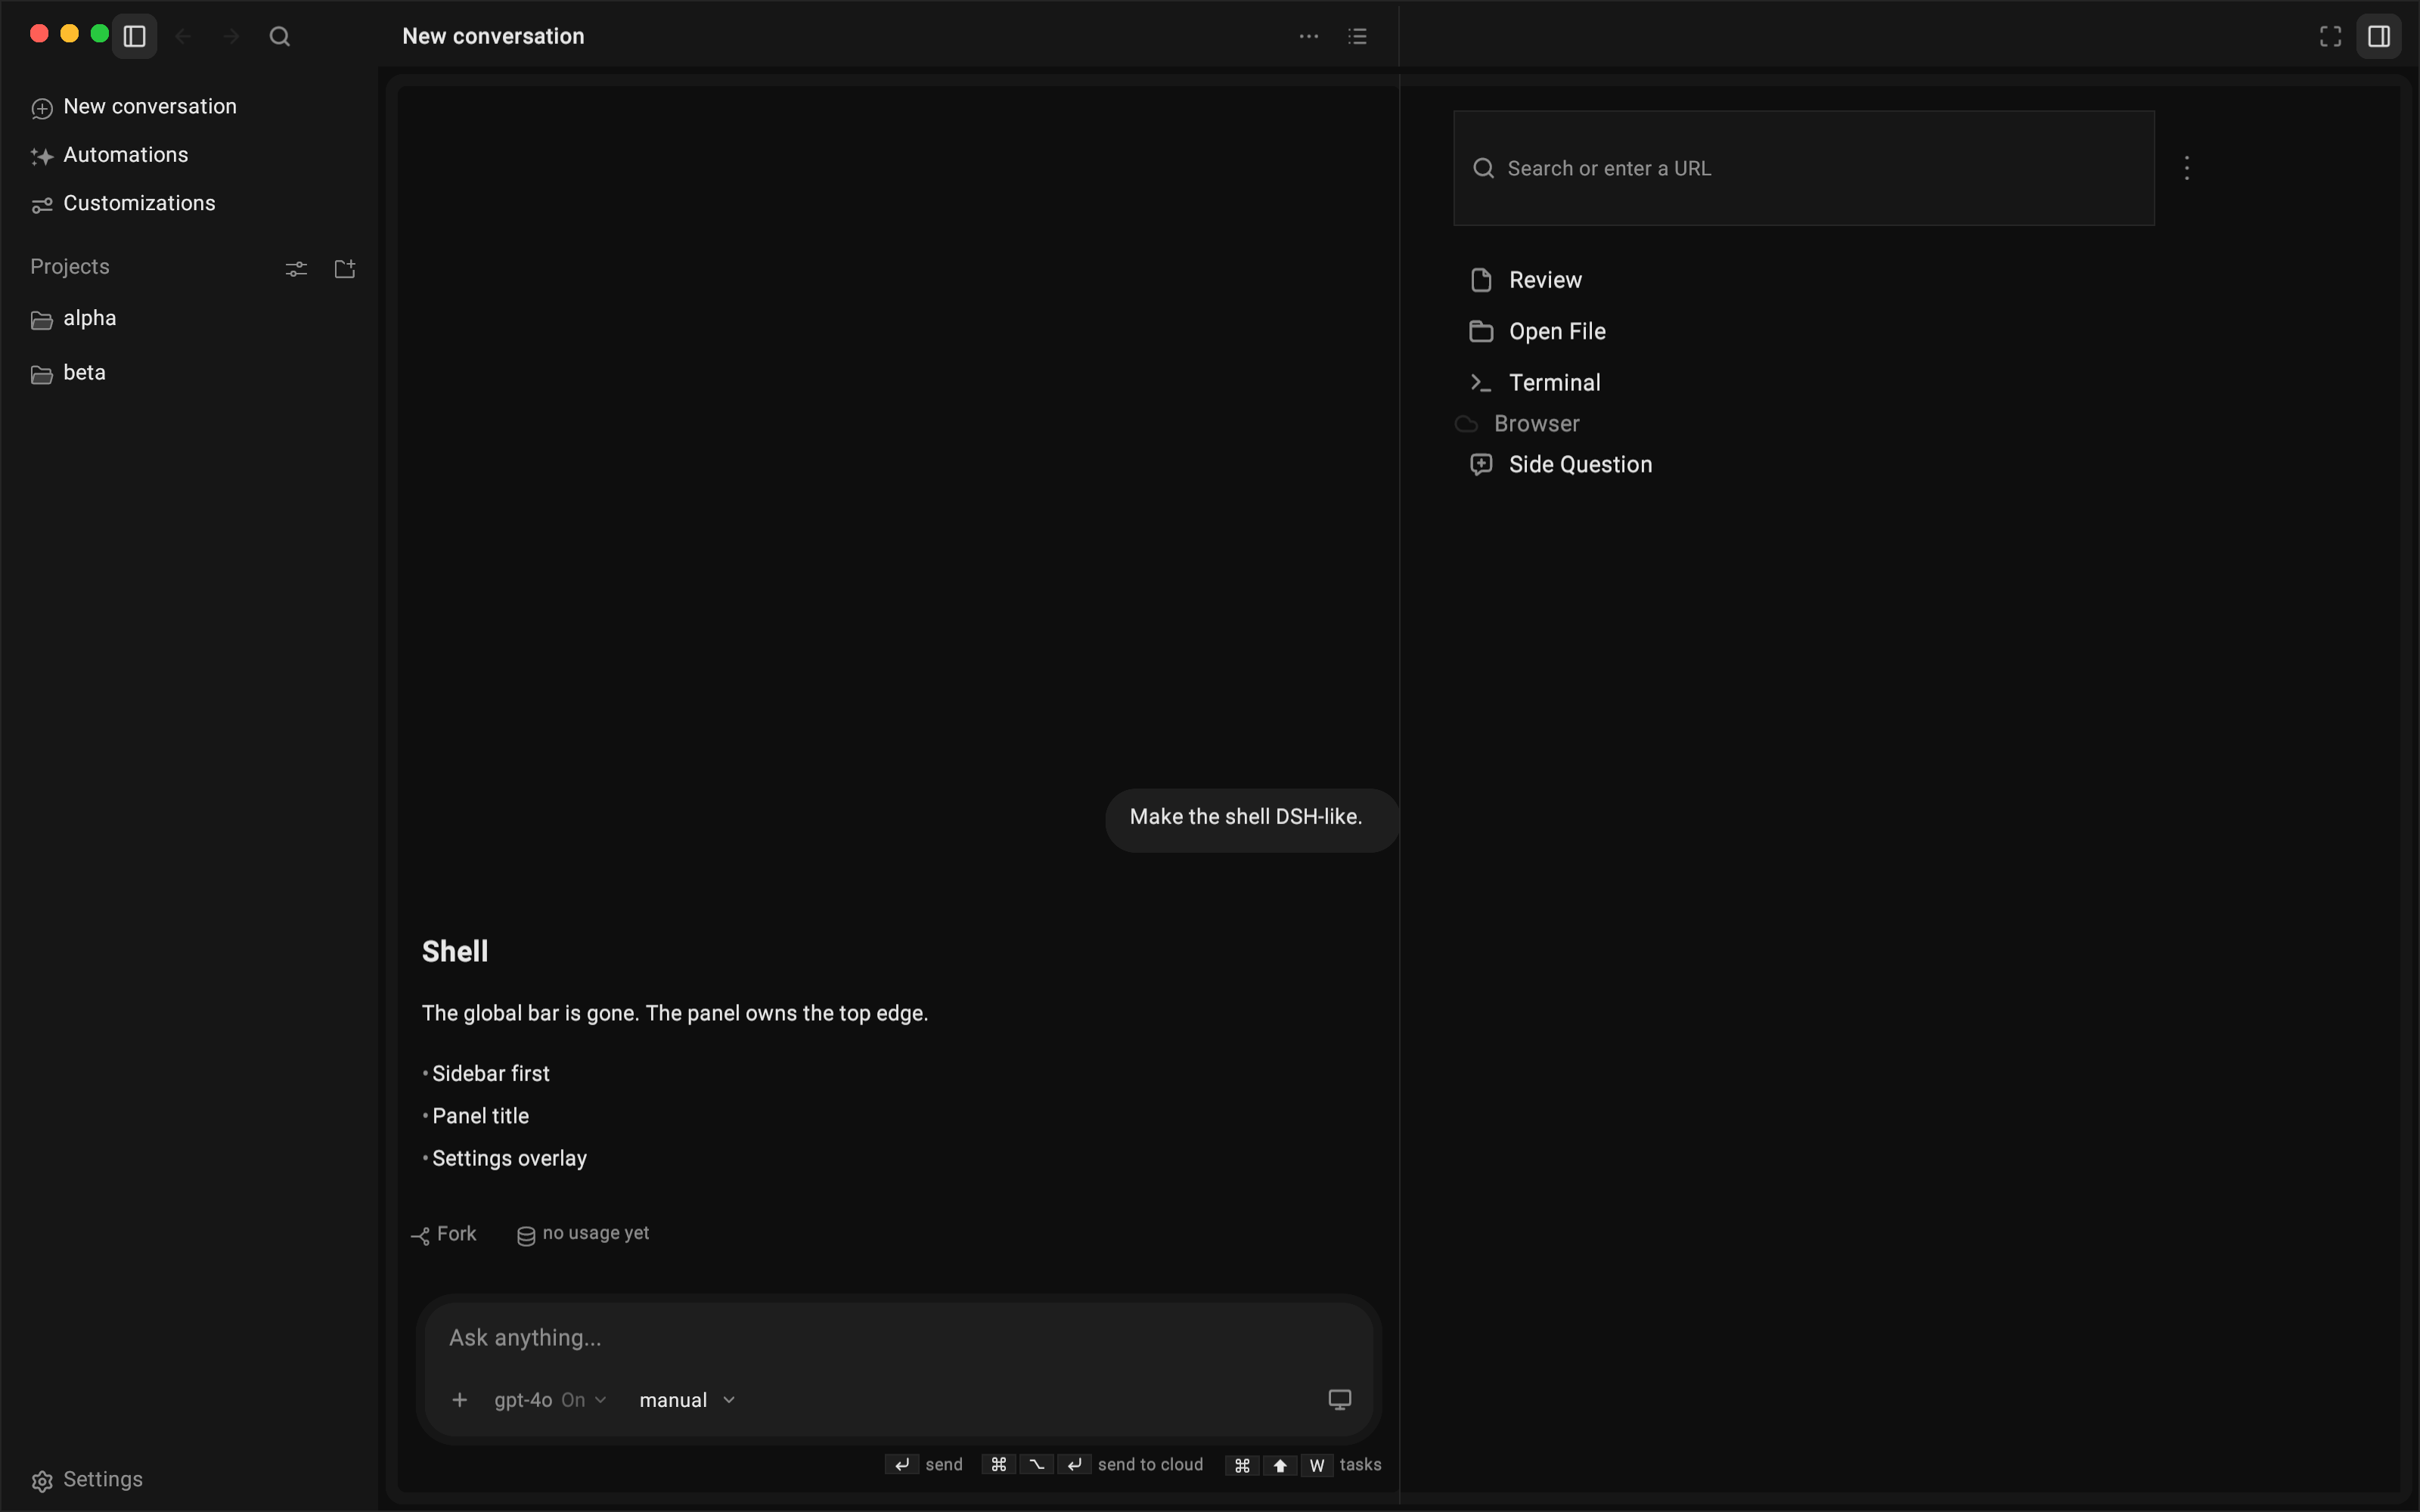 New conversation
New conversation
Automations
Customizations
Projects
alpha
beta
Settings
Make the shell DSH-like.
Shell
The global bar is gone. The panel owns the top edge.
• Sidebar first
• Panel title
• Settings overlay
Fork no usage yet
Ask anything...
gpt-4o On manual
↵ send ⌘ ⌥ ↵ send to cloud ⌘ ⬆ W tasks
Search or enter a URL
Review
Open File
Terminal
Browser
Side Question